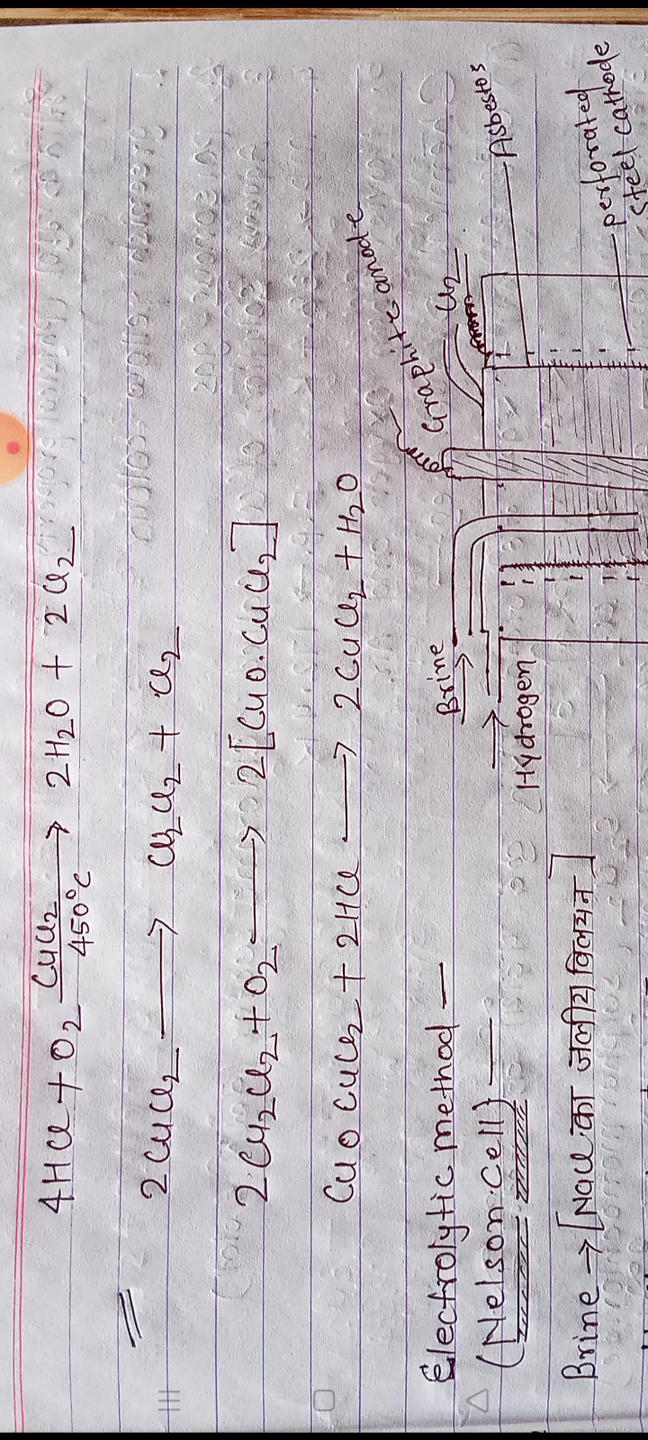 4HCl + O₂ —CuCl₂/450°C→ 2H₂O + 2Cl₂
2CuCl₂ ⟶ Cu₂Cl₂ + Cl₂
2Cu₂Cl₂ + O₂ ⟶ 2[CuO.CuCl₂]
CuO CuCl₂ + 2HCl ⟶ 2CuCl₂ + H₂O
Electrolytic method —
(Nelson Cell) —
Brine → [NaCl का जलीय विलयन]
Graphite anode
Cl₂
Brine
Hydrogen
Asbestos
perforated
steel cathode